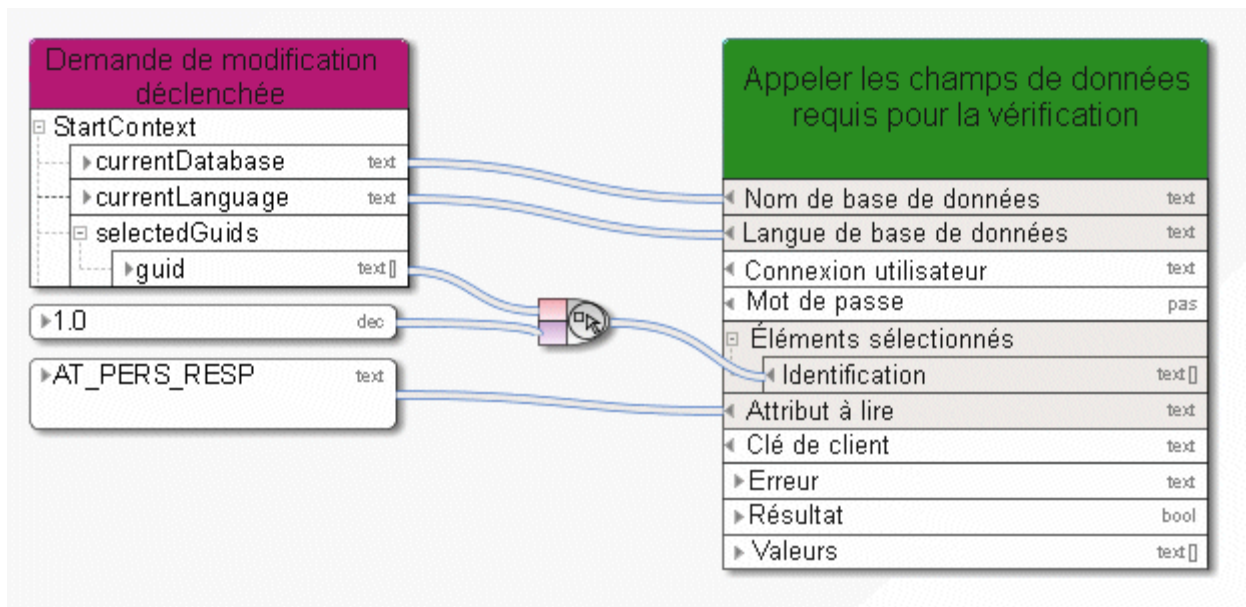 Demande de modification
déclenchée
StartContext
currentDatabase text
currentLanguage text
selectedGuids
guid text[]
1.0 dec
AT_PERS_RESP text
Appeler les champs de données
requis pour la vérification
Nom de base de données text
Langue de base de données text
Connexion utilisateur text
Mot de passe pas
Éléments sélectionnés
Identification text[]
Attribut à lire text
Clé de client text
Erreur text
Résultat bool
Valeurs text[]